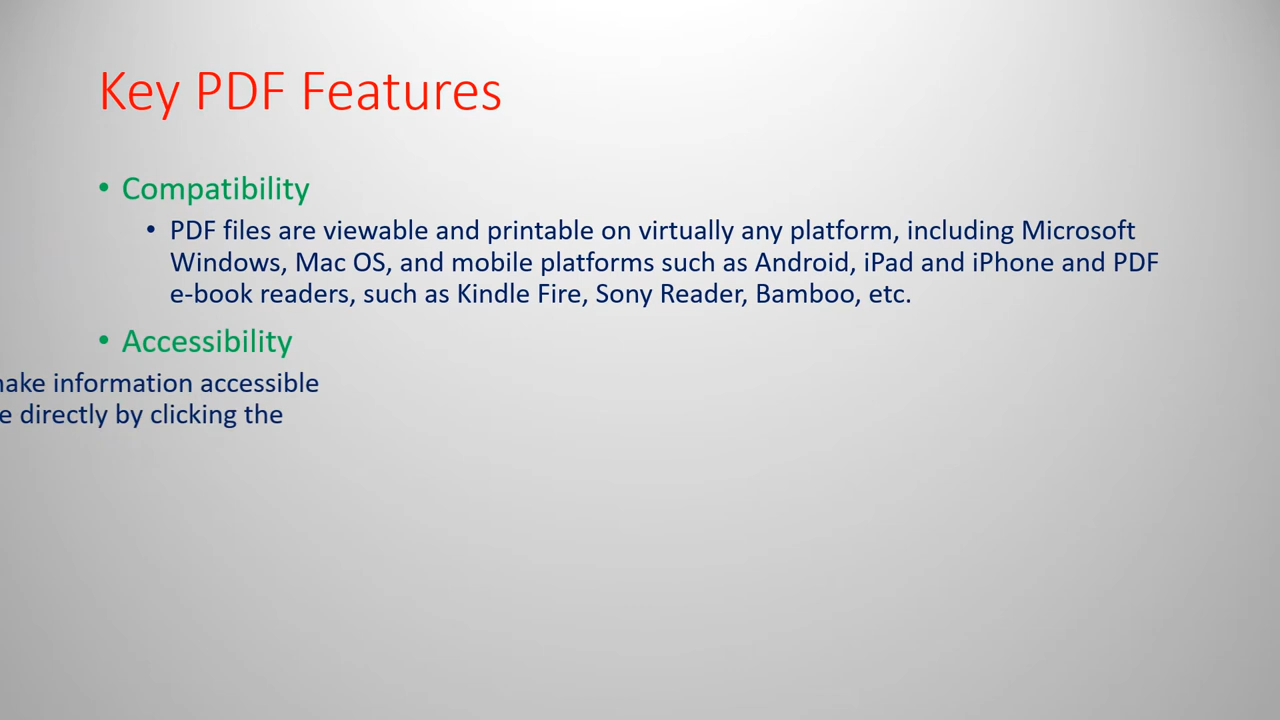 Key PDF Features
• Compatibility
• PDF files are viewable and printable on virtually any platform, including Microsoft
Windows, Mac OS, and mobile platforms such as Android, iPad and iPhone and PDF
e-book readers, such as Kindle Fire, Sony Reader, Bamboo, etc.
• Accessibility
information accessible
directly by clicking the